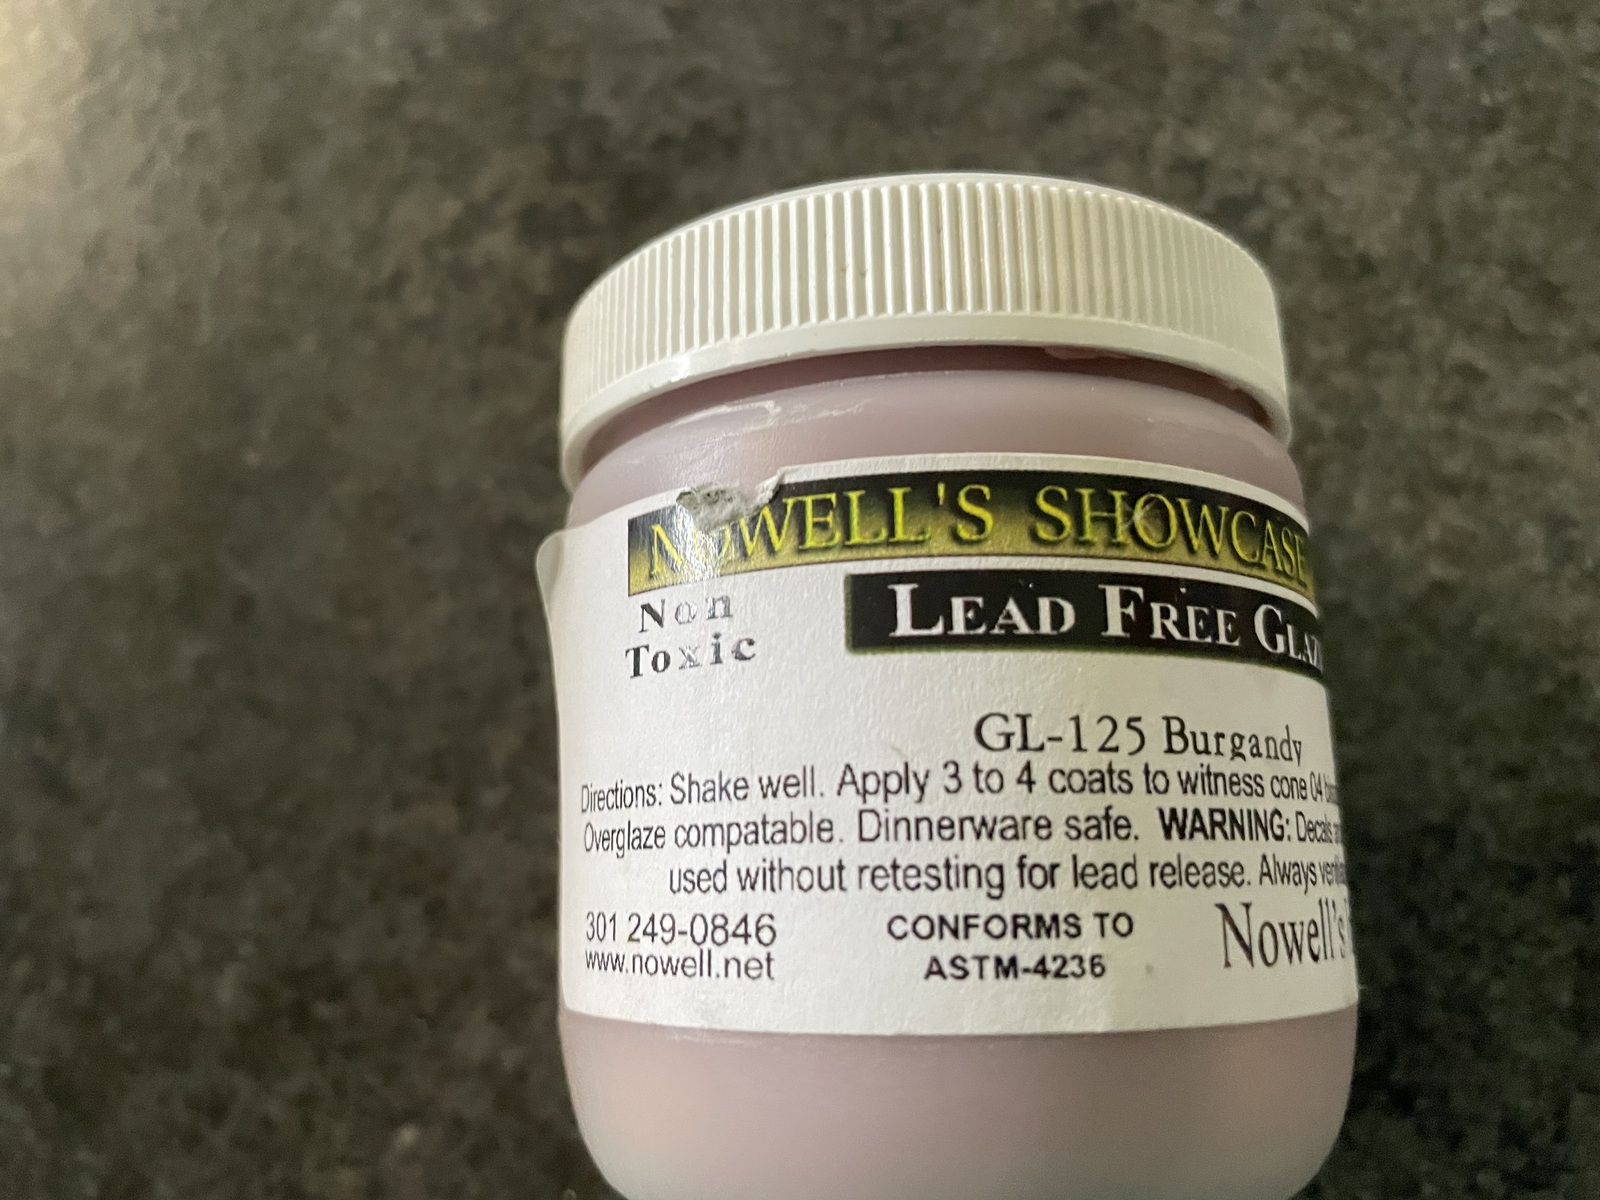 NOWELL'S SHOWCASE
Non
Toxic
LEAD FREE
GL-125 Burgandy
Directions: Shake well. Apply 3 to 4 coats to witness cone 04
Overglaze compatable. Dinnerware safe. WARNING: Decals
used without retesting for lead release. Always
301 249-0846
CONFORMS TO
Nowell's
www.nowell.net
ASTM-4236